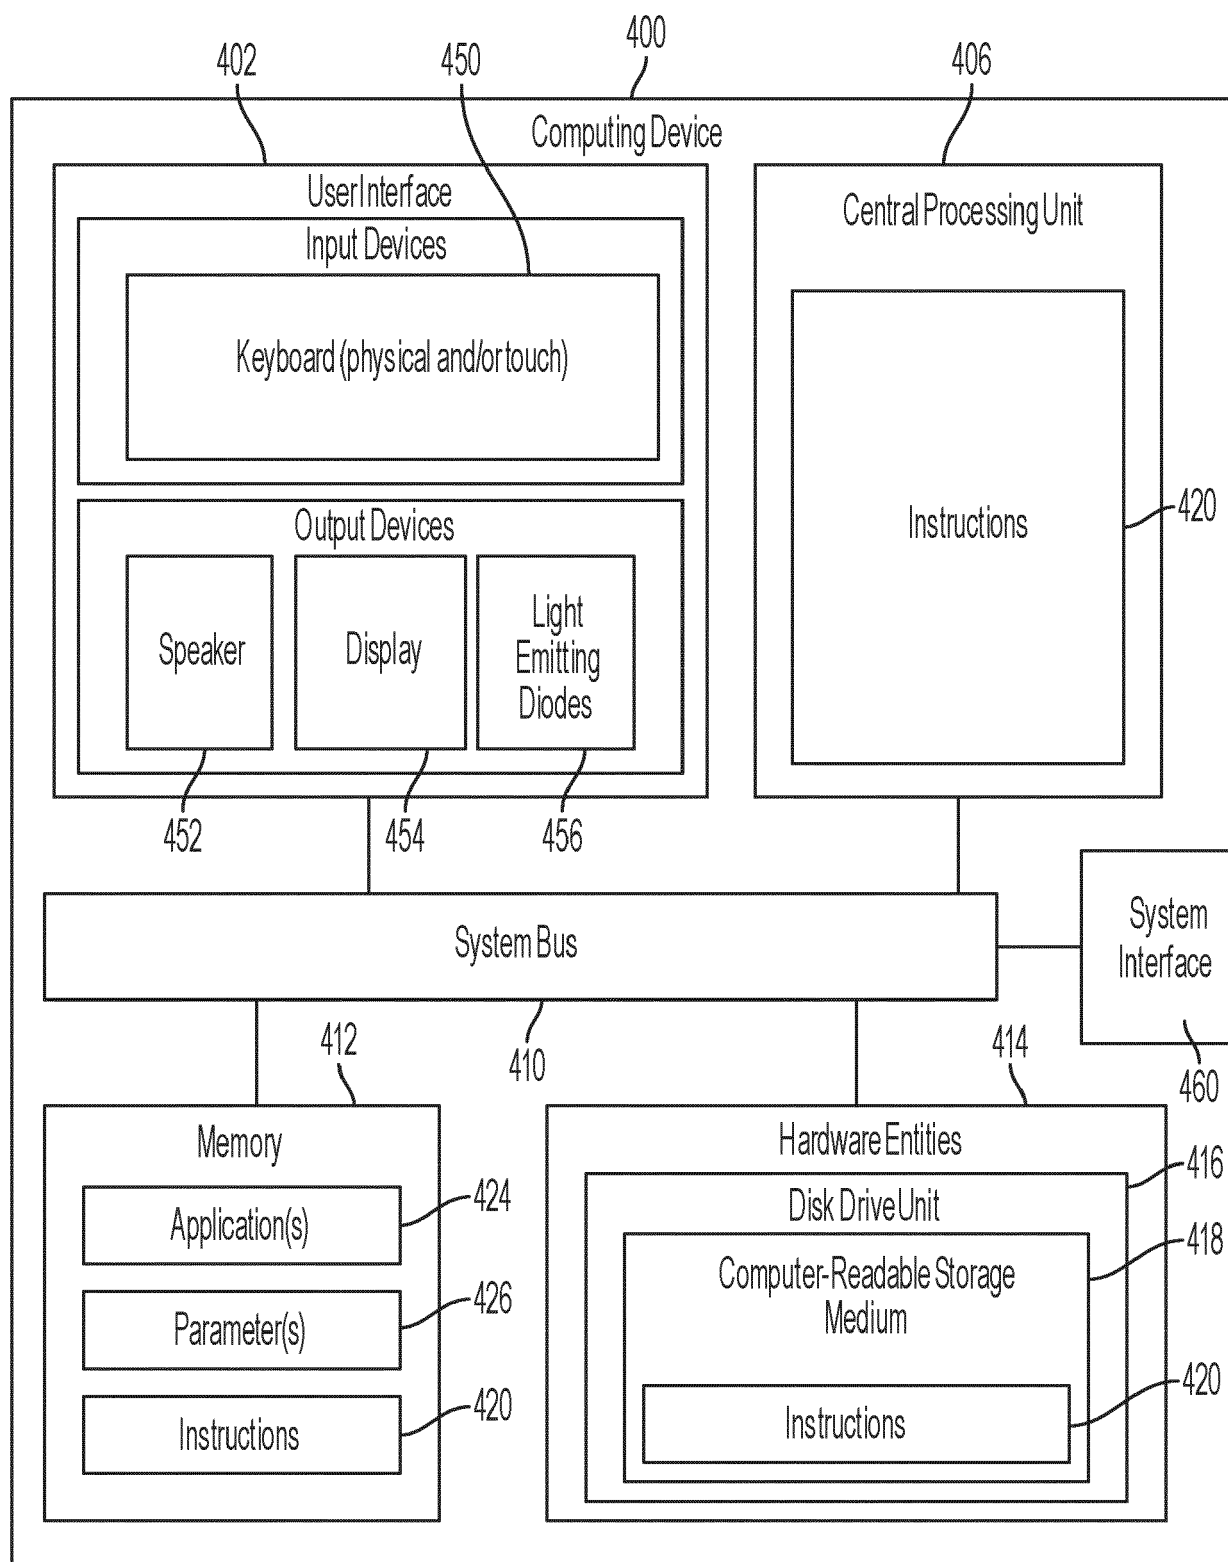 400
402
450
406
Computing Device
User Interface
Input Devices
Keyboard (physical and/or touch)
Central Processing Unit
Instructions
420
Output Devices
Speaker
Display
Light
Emitting
Diodes
452
454
456
System Bus
System
Interface
410
460
412
414
Memory
Application(s)
424
Parameter(s)
426
Instructions
420
Hardware Entities
416
Disk Drive Unit
418
Computer-Readable Storage
Medium
Instructions
420